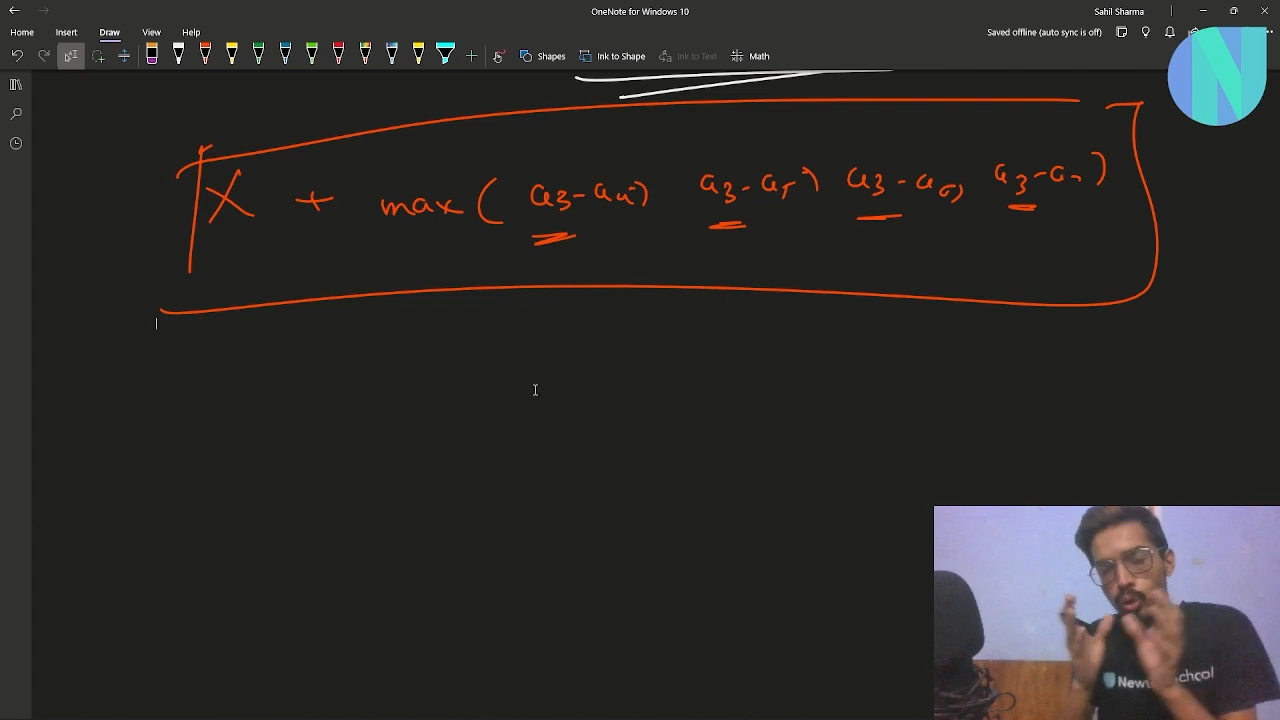 OneNote for Windows 10
Sahil Sharma
Home Insert Draw View Help
Saved offline (auto sync is off)
Shapes Ink to Shape Ink to Text Math
X + max( a3-a4) a3-a5) a3-a6, a3-a7)
School
N